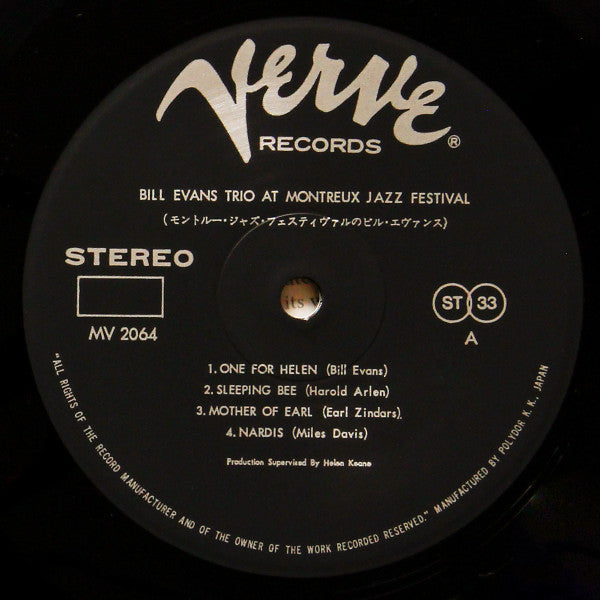 Verve
RECORDS ®
BILL EVANS TRIO AT MONTREUX JAZZ FESTIVAL
(モントルー・ジャズ・フェスティヴァルのビル・エヴァンス)
STEREO
MV 2064
ST 33
A
its
1. ONE FOR HELEN (Bill Evans)
2. SLEEPING BEE (Harold Arlen)
3. MOTHER OF EARL (Earl Zindars)
4. NARDIS (Miles Davis)
Production Supervised By Helen Keane
"ALL RIGHTS OF THE RECORD MANUFACTURER AND OF THE OWNER OF THE WORK RECORDED RESERVED." MANUFACTURED BY POLYDOR K. K., JAPAN